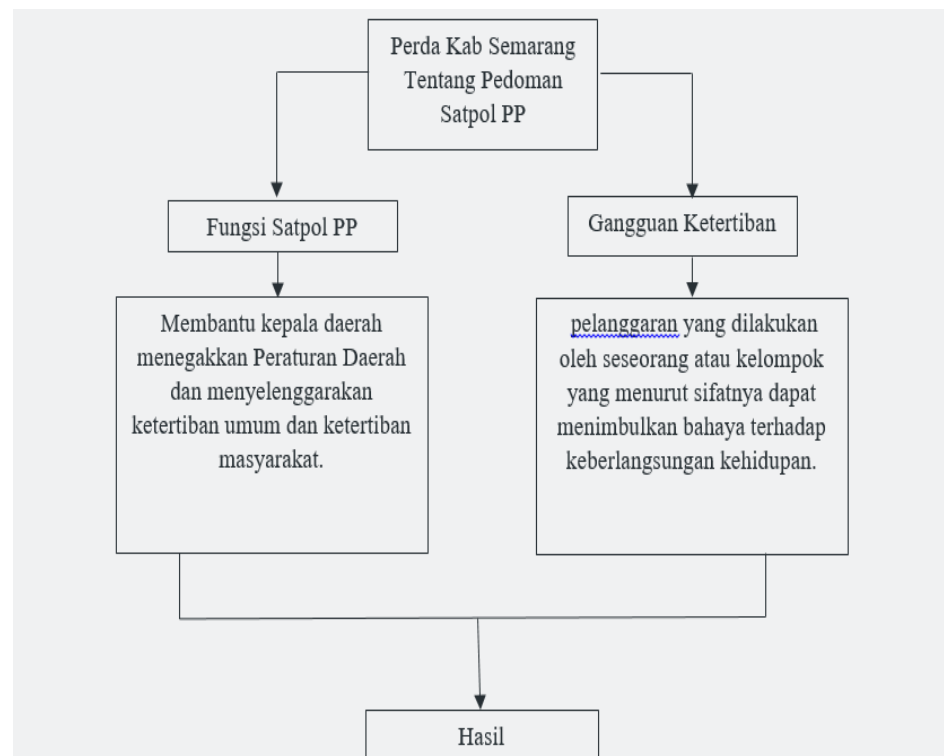 Perda Kab Semarang
Tentang Pedoman
Satpol PP
Fungsi Satpol PP
Gangguan Ketertiban
Membantu kepala daerah
menegakkan Peraturan Daerah
dan menyelenggarakan
ketertiban umum dan ketertiban
masyarakat.
pelanggaran yang dilakukan
oleh seseorang atau kelompok
yang menurut sifatnya dapat
menimbulkan bahaya terhadap
keberlangsungan kehidupan.
Hasil